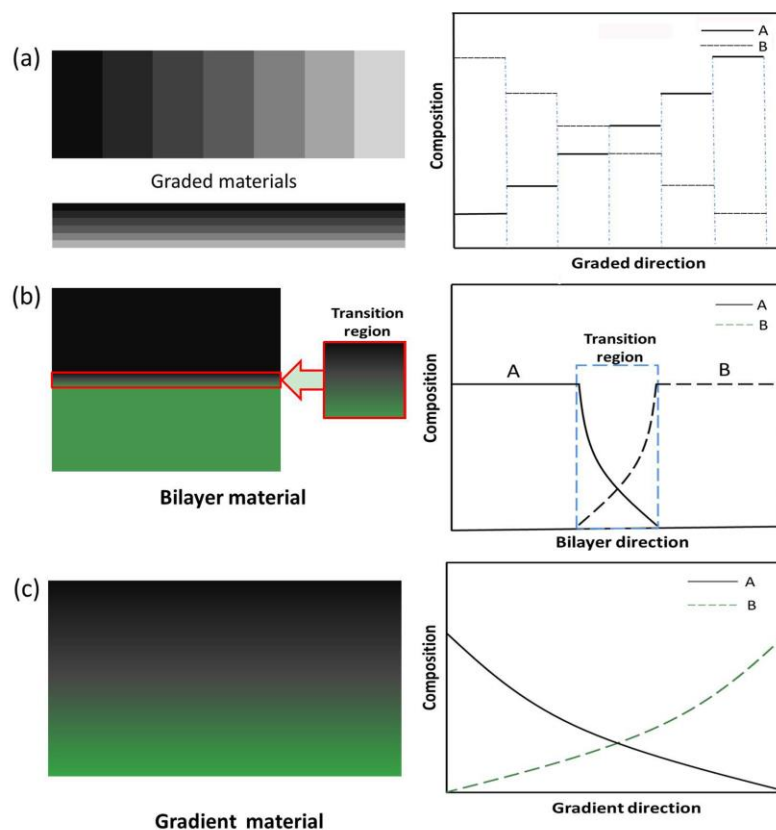 (a)
Graded materials
Composition
A
B
Graded direction
(b)
Transition
region
Bilayer material
Composition
A
B
Transition
region
A
B
Bilayer direction
(c)
Gradient material
Composition
A
B
Gradient direction